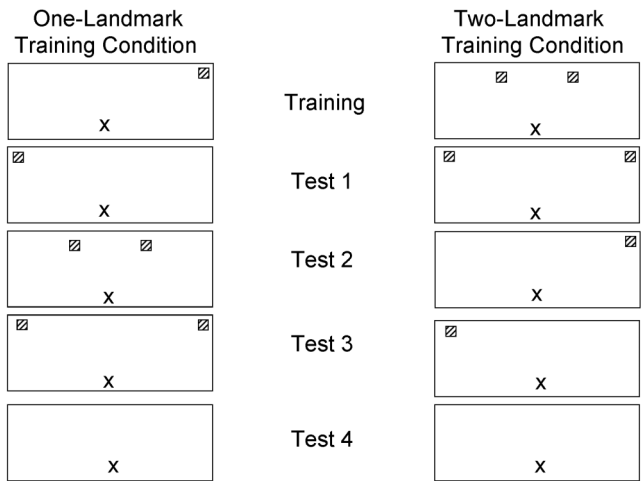 One-Landmark
Training Condition
Two-Landmark
Training Condition
x
Training
x
x
Test 1
x
x
Test 2
x
x
Test 3
x
x
Test 4
x